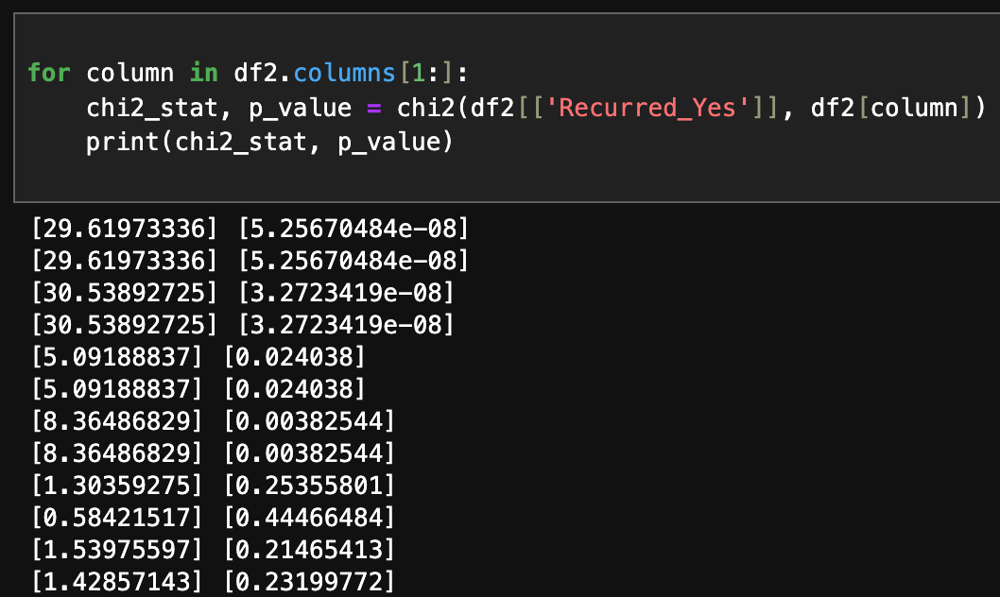 for column in df2.columns[1:]:
    chi2_stat, p_value = chi2(df2[['Recurred_Yes']], df2[column])
    print(chi2_stat, p_value)
[29.61973336] [5.25670484e-08]
[29.61973336] [5.25670484e-08]
[30.53892725] [3.2723419e-08]
[30.53892725] [3.2723419e-08]
[5.09188837] [0.024038]
[5.09188837] [0.024038]
[8.36486829] [0.00382544]
[8.36486829] [0.00382544]
[1.30359275] [0.25355801]
[0.58421517] [0.44466484]
[1.53975597] [0.21465413]
[1.42857143] [0.23199772]